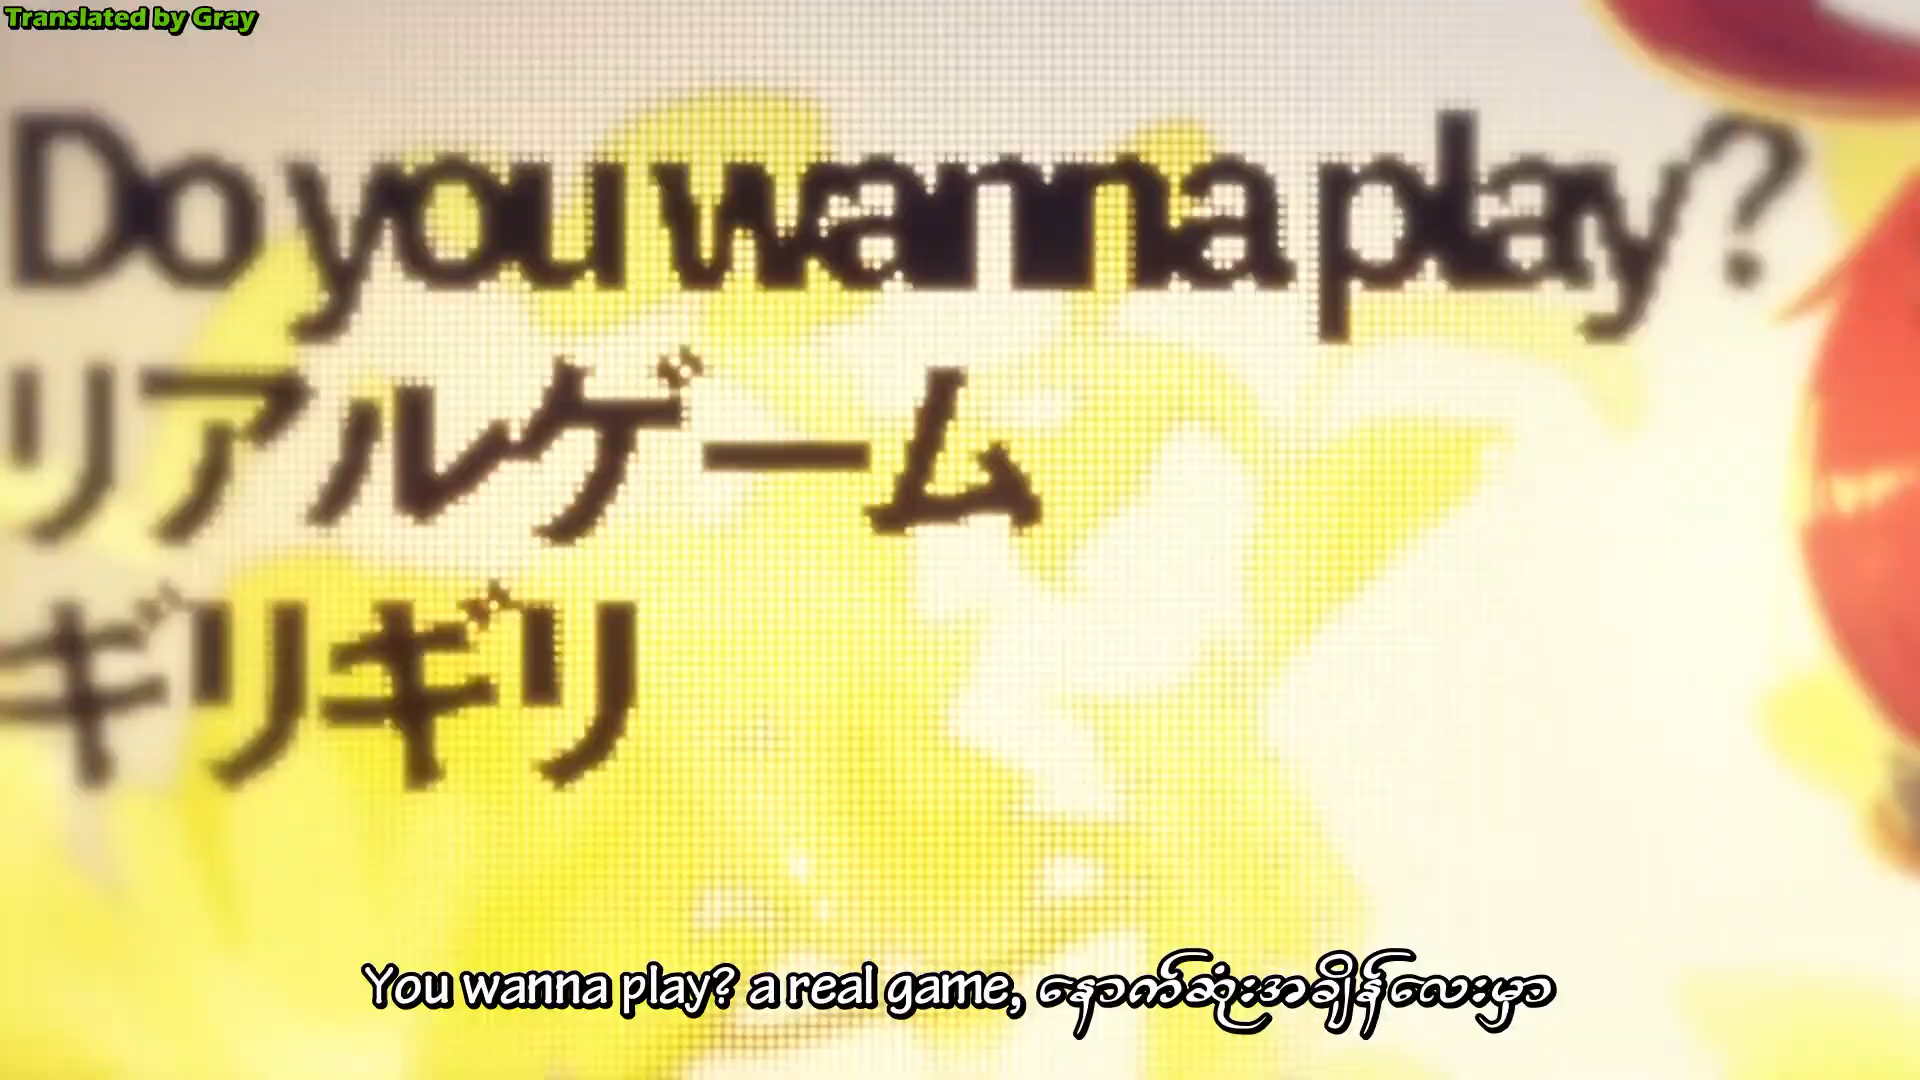 Translated by Gray
Do you wanna play?
リアルゲーム
ギリギリ
You wanna play? a real game, နောက်ဆုံးအချိန်လေးမှာ